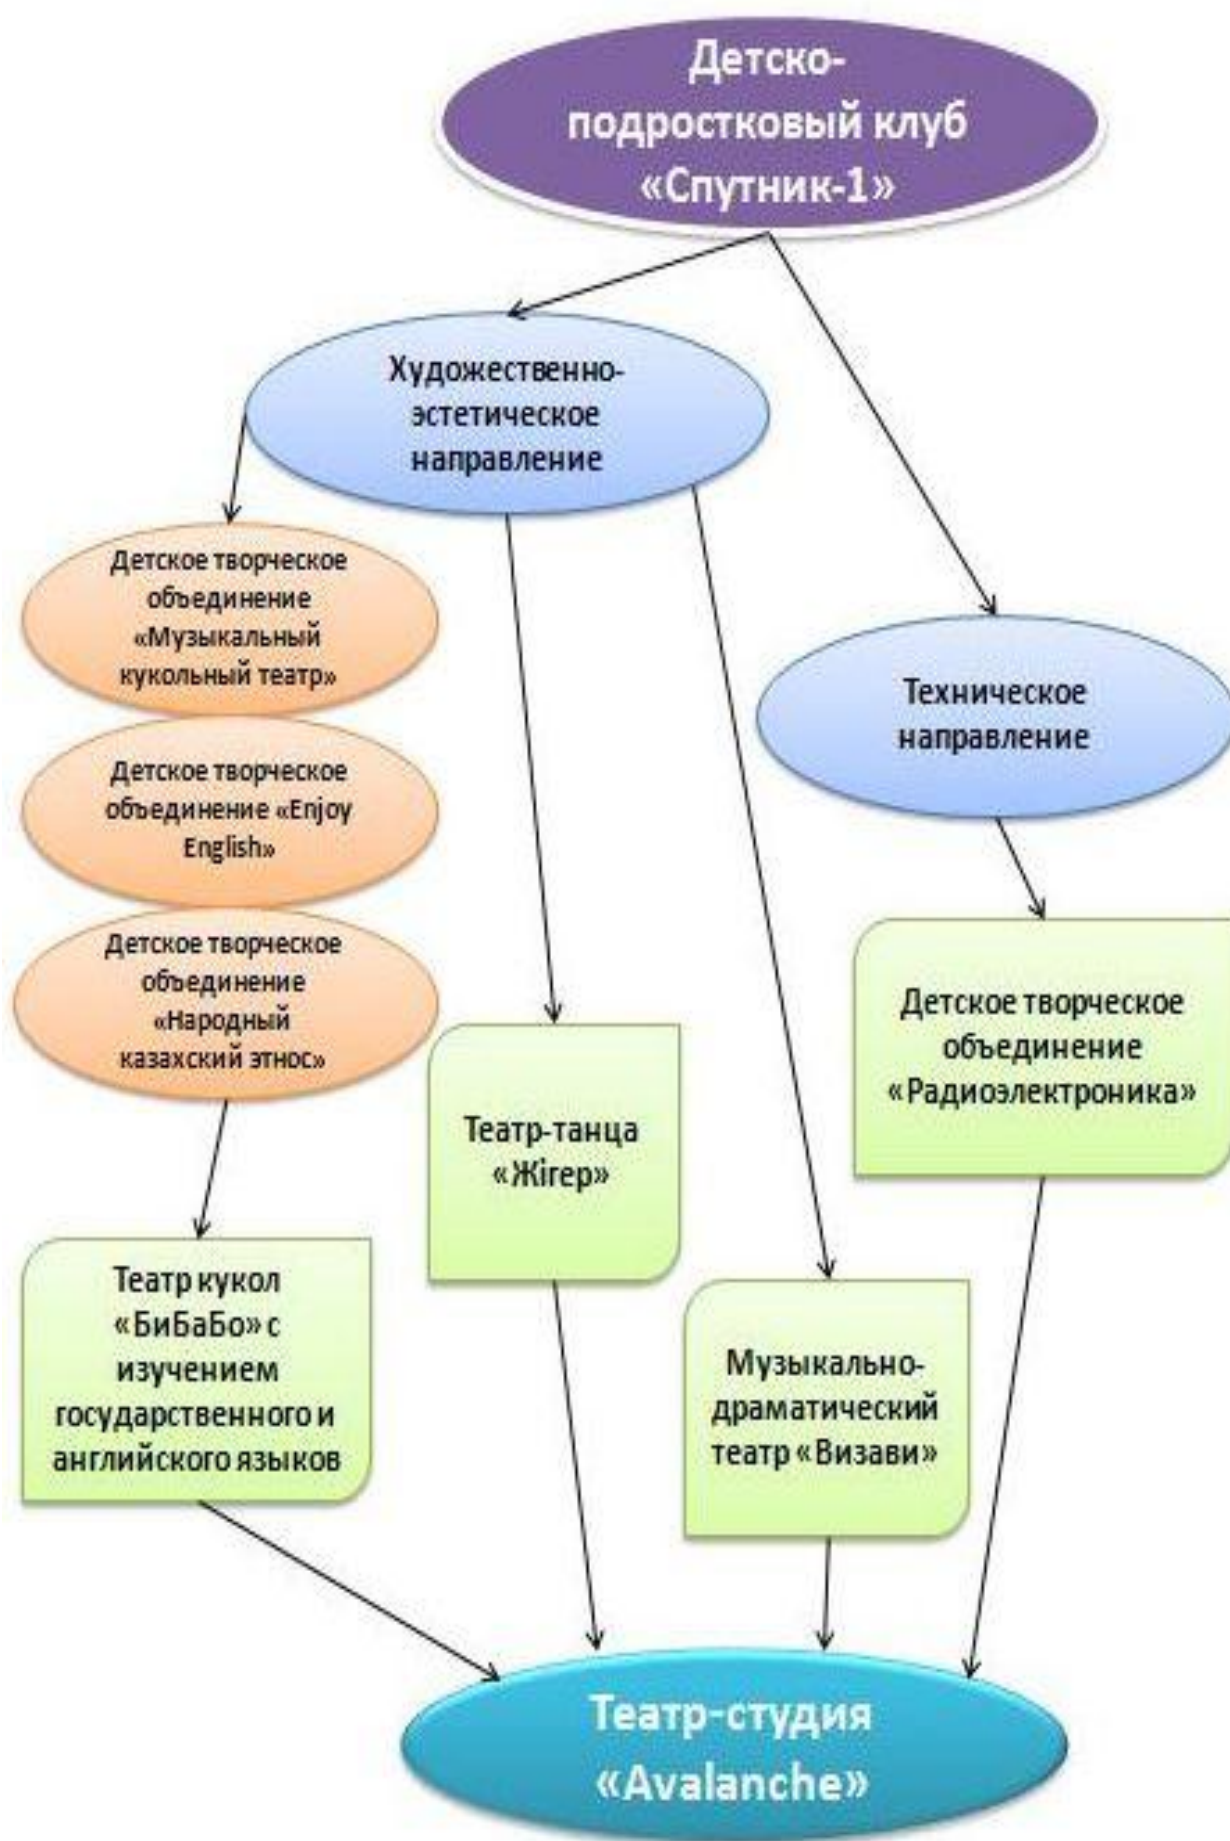 Детско-
подростковый клуб
«Спутник-1»
Художественно-
эстетическое
направление
Детское творческое
объединение
«Музыкальный
кукольный театр»
Техническое
направление
Детское творческое
объединение «Enjoy
English»
Детское творческое
объединение
«Народный
казахский этнос»
Детское творческое
объединение
«Радиоэлектроника»
Театр-танца
«Жігер»
Театр кукол
«БиБаБо» с
изучением
государственного и
английского языков
Музыкально-
драматический
театр «Визави»
Театр-студия
«Avalanche»